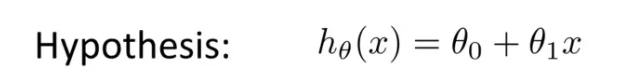 Hypothesis: hθ(x) = θ₀ + θ₁x